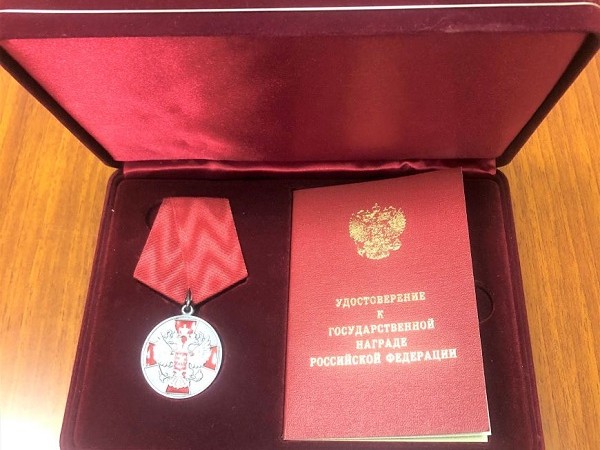 УДОСТОВЕРЕНИЕ
К
ГОСУДАРСТВЕННОЙ
НАГРАДЕ
РОССИЙСКОЙ ФЕДЕРАЦИИ